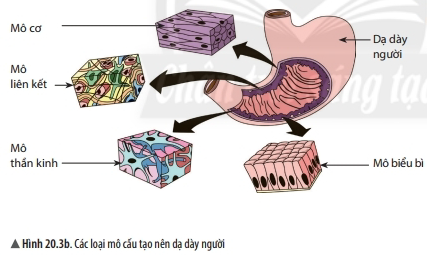 Mô cơ
Mô
liên kết
Mô
thần kinh
Dạ dày
người
Mô biểu bì
▲ Hình 20.3b. Các loại mô cấu tạo nên dạ dày người